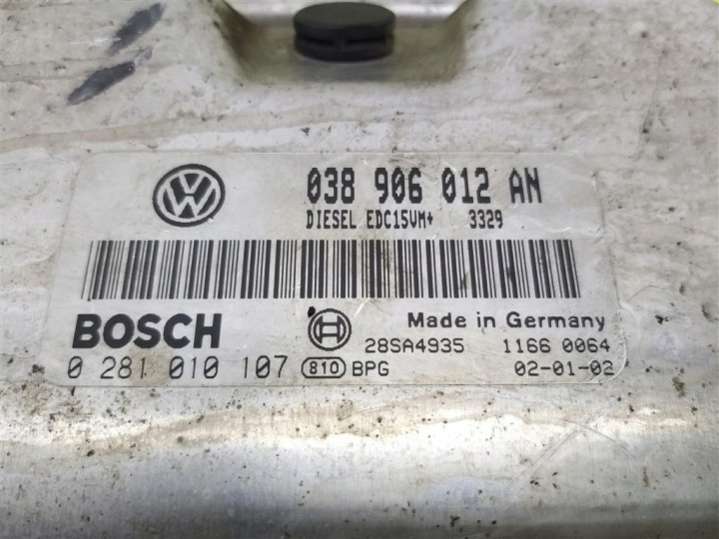 VW 038 906 012 AN
DIESEL EDC15VM+ 3329
BOSCH Made in Germany
28SA4935 1166 0064
0 281 010 107 810 BPG 02-01-02